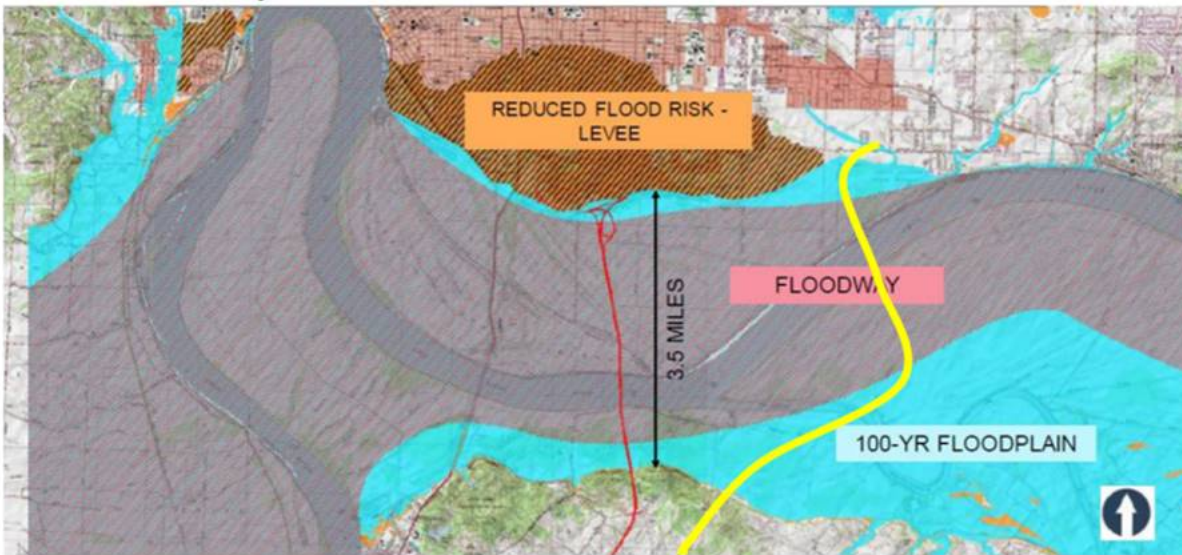 REDUCED FLOOD RISK -
LEVEE
FLOODWAY
3.5 MILES
100-YR FLOODPLAIN